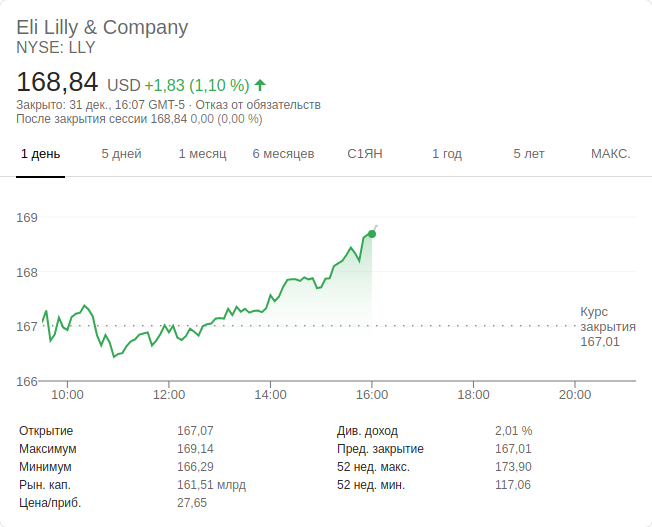 Eli Lilly & Company
NYSE: LLY
168,84 USD +1,83 (1,10 %)
Закрыто: 31 дек., 16:07 GMT-5 · Отказ от обязательств
После закрытия сессии 168,84 0,00 (0,00 %)
1 день 5 дней 1 месяц 6 месяцев С1ЯН 1 год 5 лет МАКС.
169
168
167
166
Курс
закрытия
167,01
10:00 12:00 14:00 16:00 18:00 20:00
Открытие 167,07 Див. доход 2,01 %
Максимум 169,14 Пред. закрытие 167,01
Минимум 166,29 52 нед. макс. 173,90
Рын. кап. 161,51 млрд 52 нед. мин. 117,06
Цена/приб. 27,65